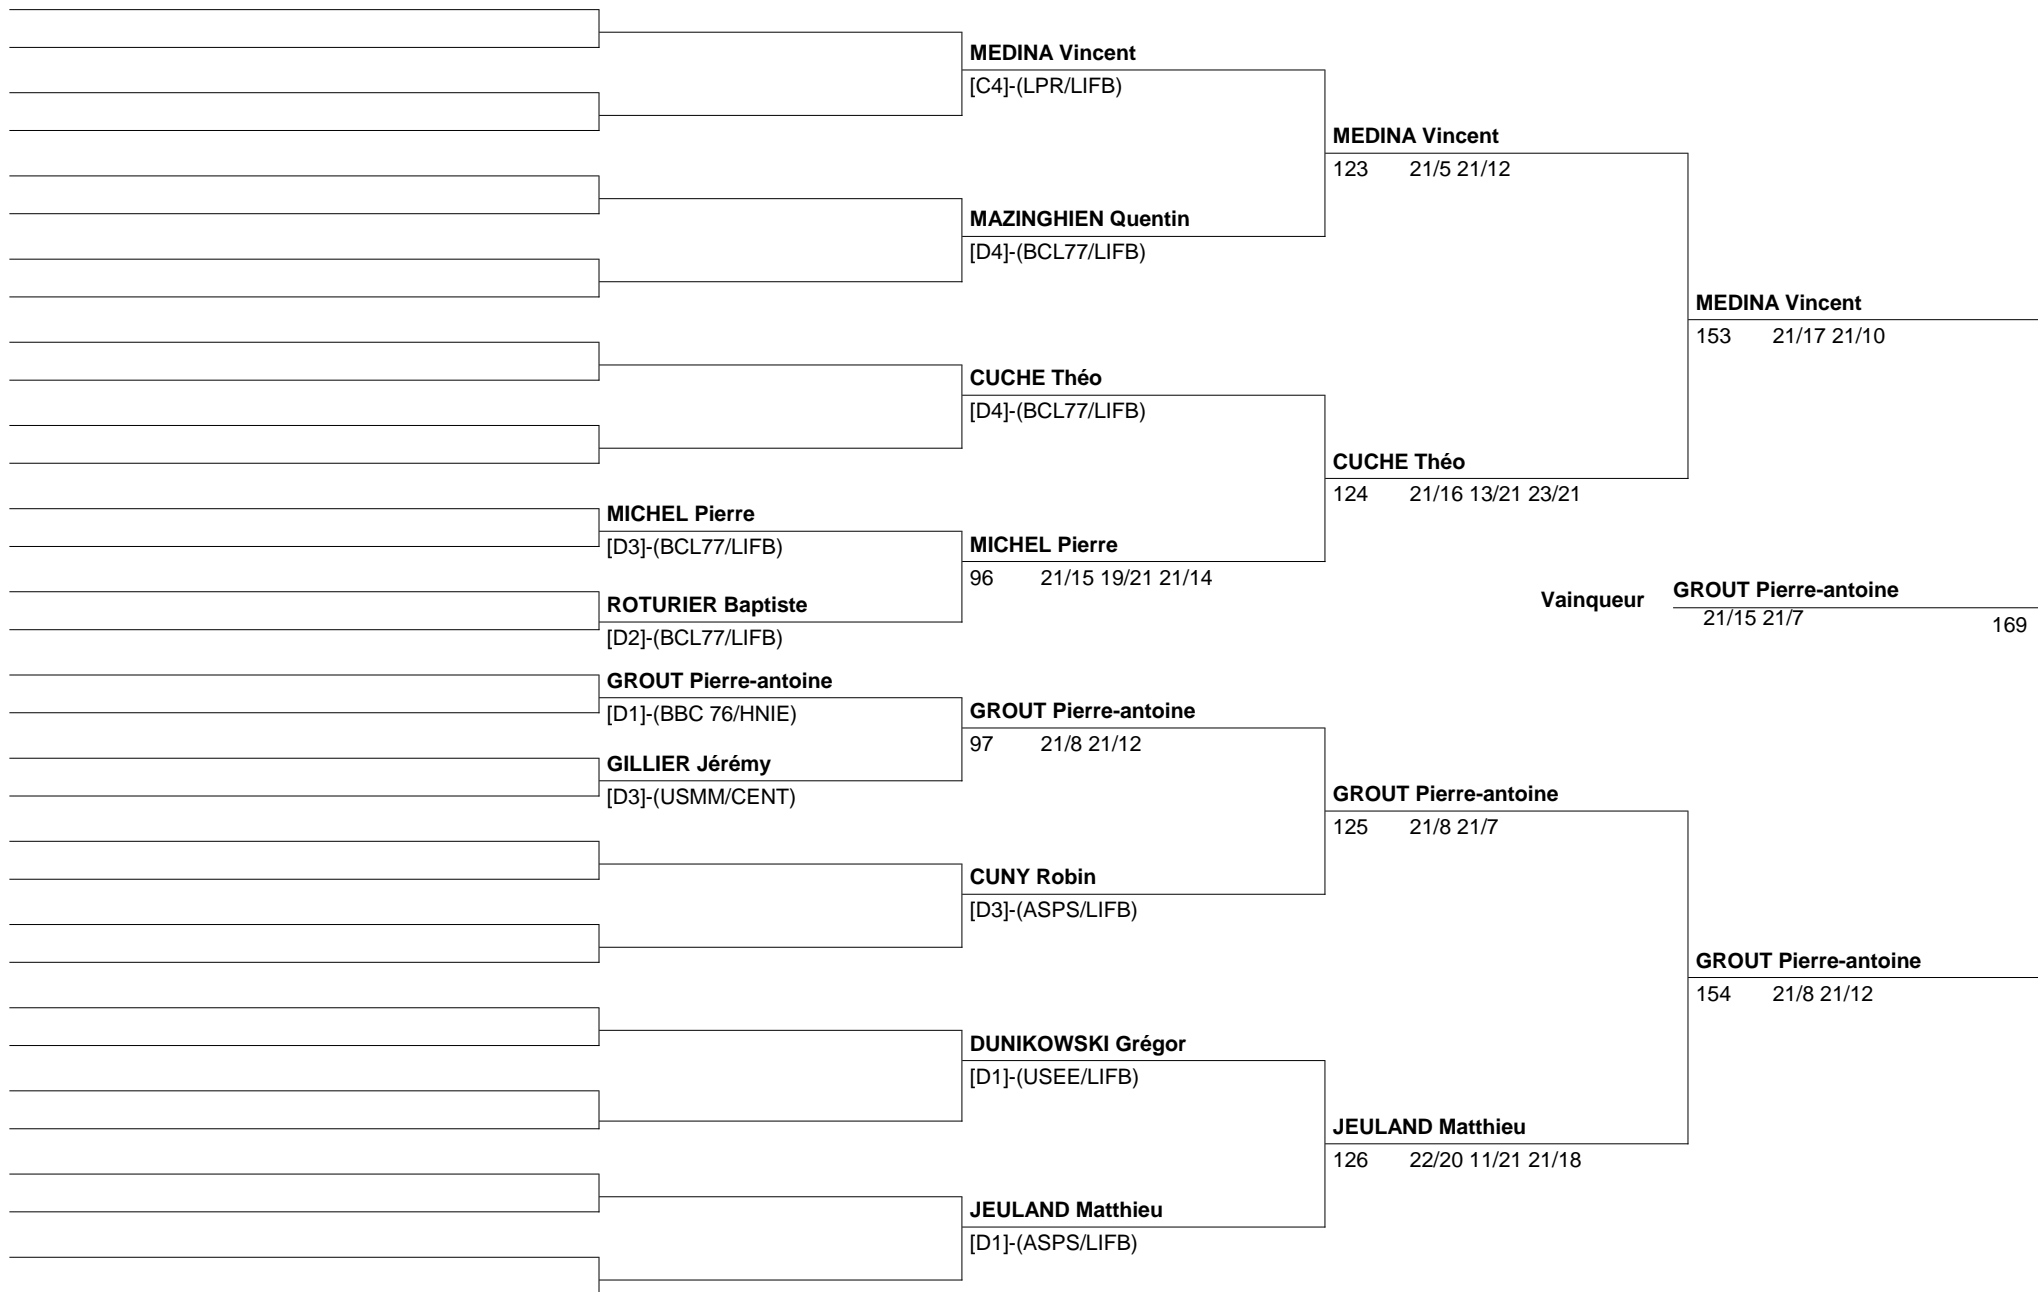 MEDINA Vincent
[C4]-(LPR/LIFB)
MEDINA Vincent
123 21/5 21/12
MAZINGHIEN Quentin
[D4]-(BCL77/LIFB)
MEDINA Vincent
153 21/17 21/10
CUCHE Théo
[D4]-(BCL77/LIFB)
CUCHE Théo
124 21/16 13/21 23/21
MICHEL Pierre
[D3]-(BCL77/LIFB)
MICHEL Pierre
96 21/15 19/21 21/14
ROTURIER Baptiste
[D2]-(BCL77/LIFB)
Vainqueur GROUT Pierre-antoine
21/15 21/7 169
GROUT Pierre-antoine
[D1]-(BBC 76/HNIE)
GROUT Pierre-antoine
97 21/8 21/12
GILLIER Jérémy
[D3]-(USMM/CENT)
GROUT Pierre-antoine
125 21/8 21/7
CUNY Robin
[D3]-(ASPS/LIFB)
GROUT Pierre-antoine
154 21/8 21/12
DUNIKOWSKI Grégor
[D1]-(USEE/LIFB)
JEULAND Matthieu
126 22/20 11/21 21/18
JEULAND Matthieu
[D1]-(ASPS/LIFB)